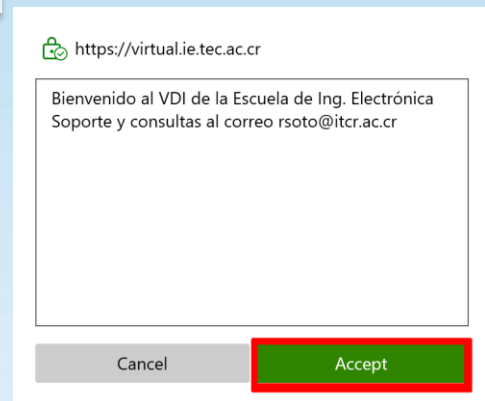 https://virtual.ie.tec.ac.cr
Bienvenido al VDI de la Escuela de Ing. Electrónica
Soporte y consultas al correo rsoto@itcr.ac.cr
Cancel
Accept